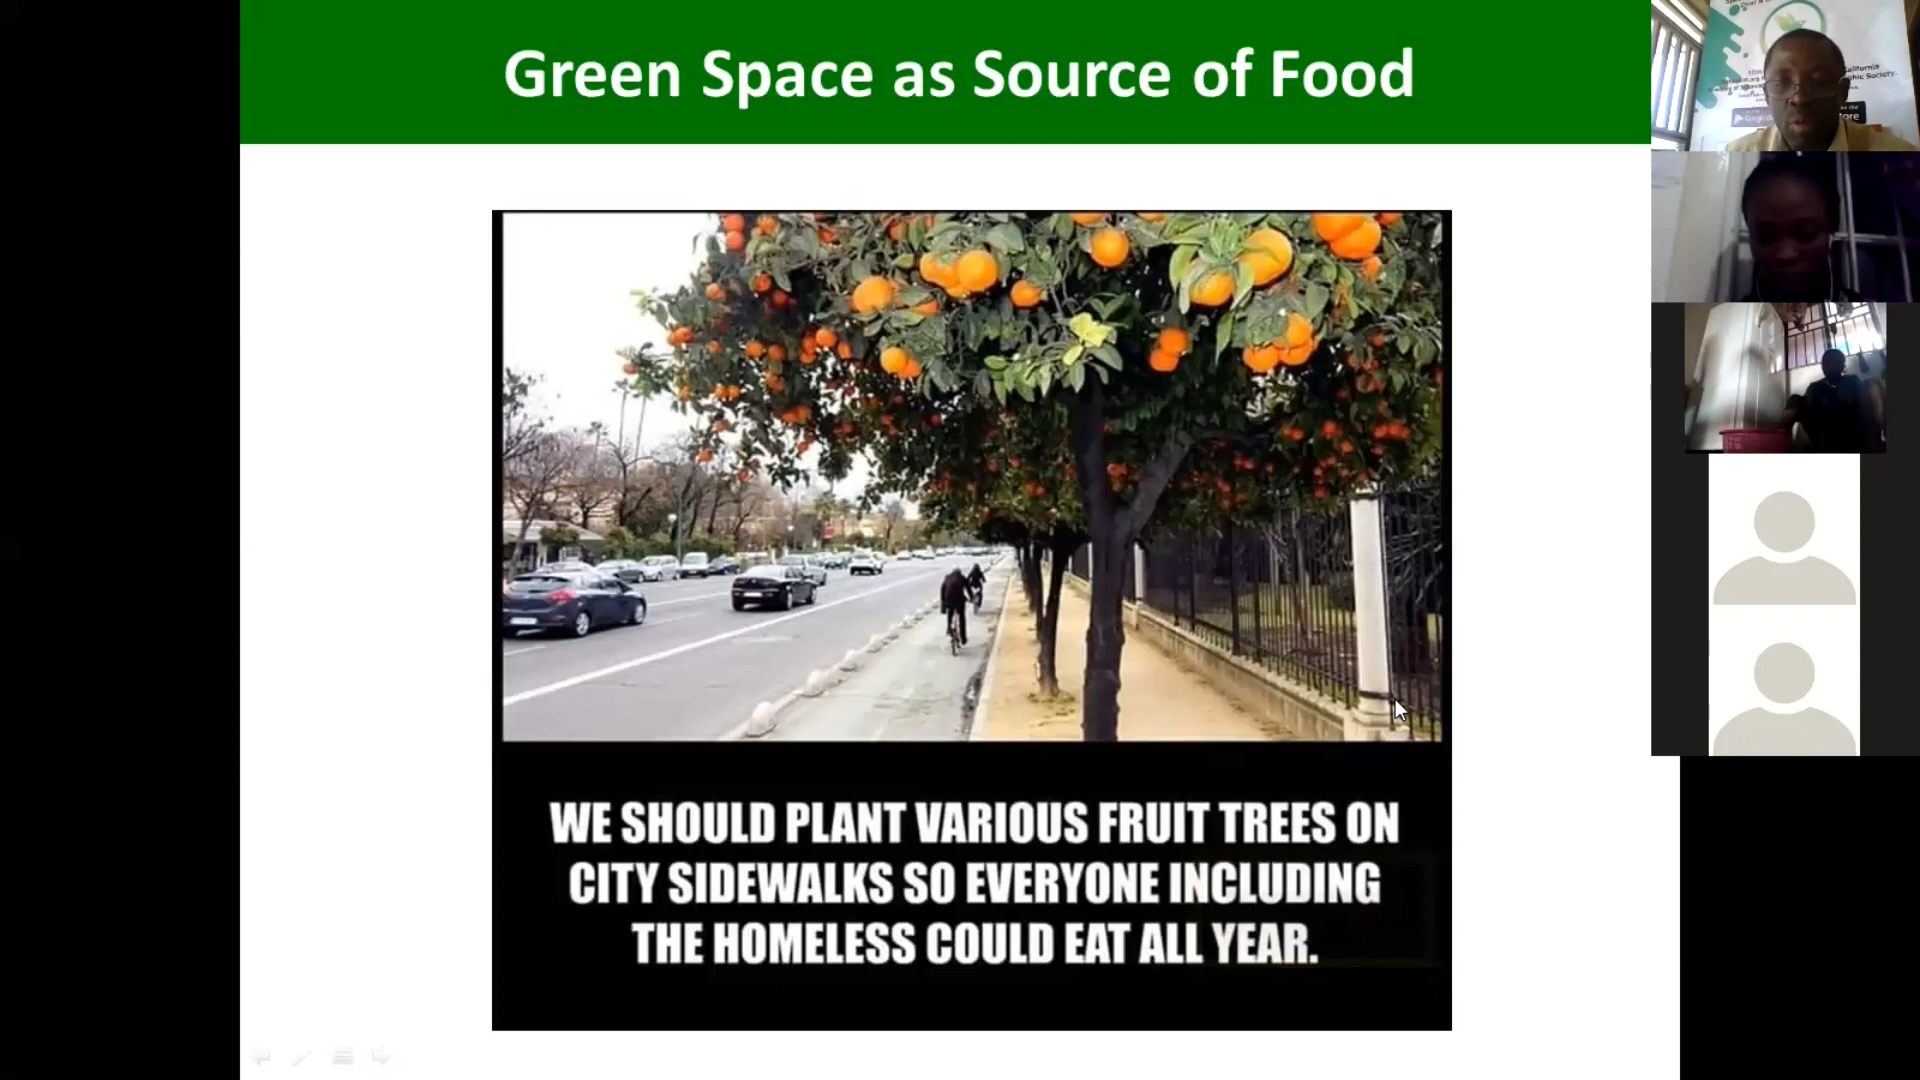 Green Space as Source of Food
WE SHOULD PLANT VARIOUS FRUIT TREES ON
CITY SIDEWALKS SO EVERYONE INCLUDING
THE HOMELESS COULD EAT ALL YEAR.